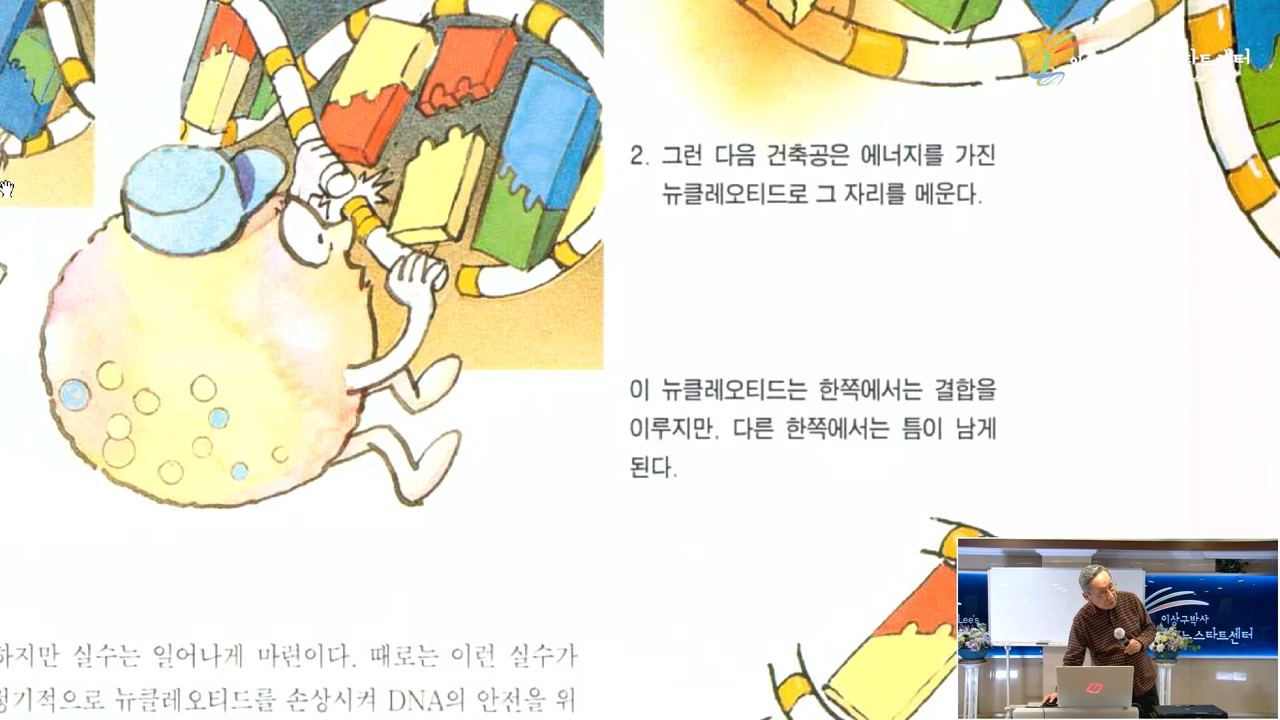 2. 그런 다음 건축공은 에너지를 가진
뉴클레오티드로 그 자리를 메운다.
이 뉴클레오티드는 한쪽에서는 결합을
이루지만, 다른 한쪽에서는 틈이 남게
된다.
하지만 실수는 일어나게 마련이다. 때로는 이런 실수가
뉴클레오티드를 손상시켜 DNA의 안전을 위
Lee's
이상구박사
뉴스타트센터